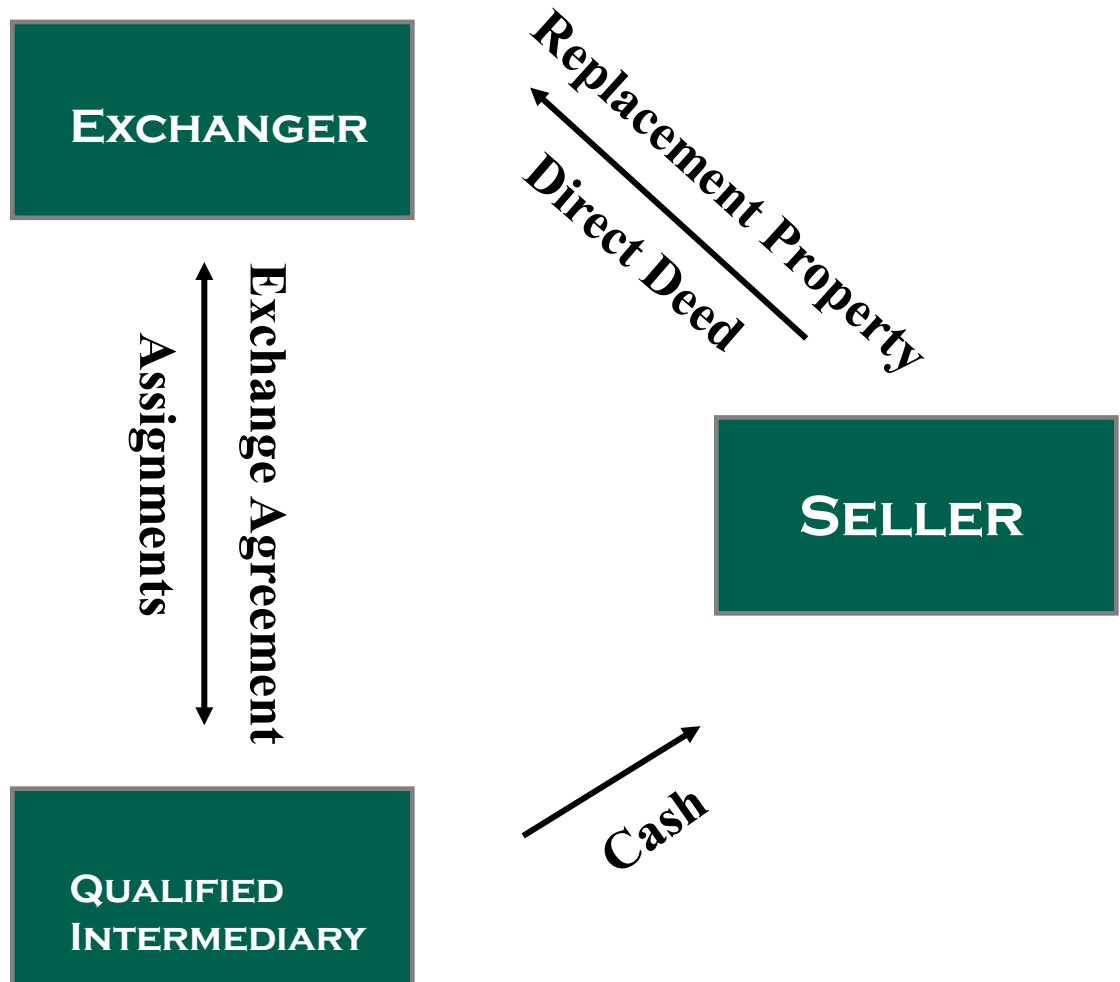 EXCHANGER
Replacement Property
Direct Deed
Exchange Agreement
Assignments
SELLER
Cash
QUALIFIED
INTERMEDIARY